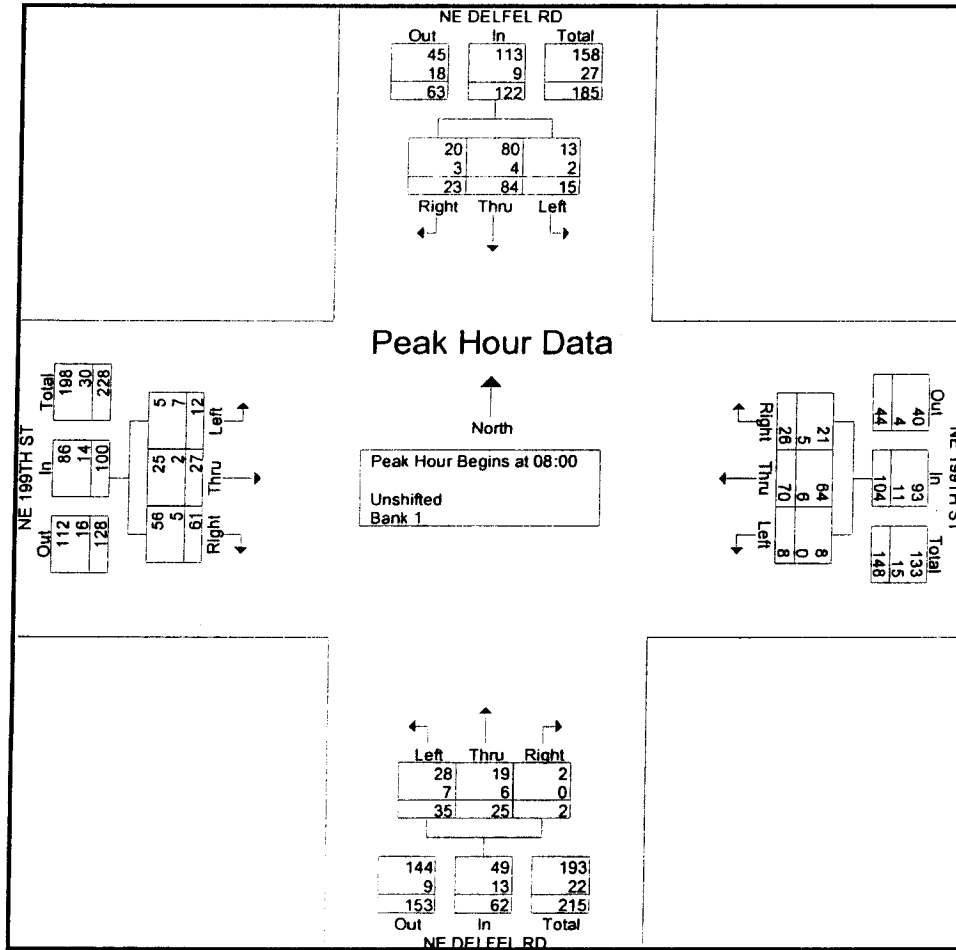 NE DELFEL RD
Out In Total
45 113 158
18 9 27
63 122 185
20 80 13
3 4 2
23 84 15
Right Thru Left
Peak Hour Data
North
Peak Hour Begins at 08:00
Unshifted
Bank 1
NE 199TH ST
Total
198 30 228
In
86 14 100
Out
112 16 128
Left
5 7 12
Thru
25 2 27
Right
56 5 61
Right
21 5 26
Thru
64 6 70
Left
8 0 8
Out
40 4 44
In
93 11 104
Total
133 15 148
NE 199TH ST
Left Thru Right
28 19 2
7 6 0
35 25 2
144 49 193
9 13 22
153 62 215
Out In Total
NE DELFEL RD